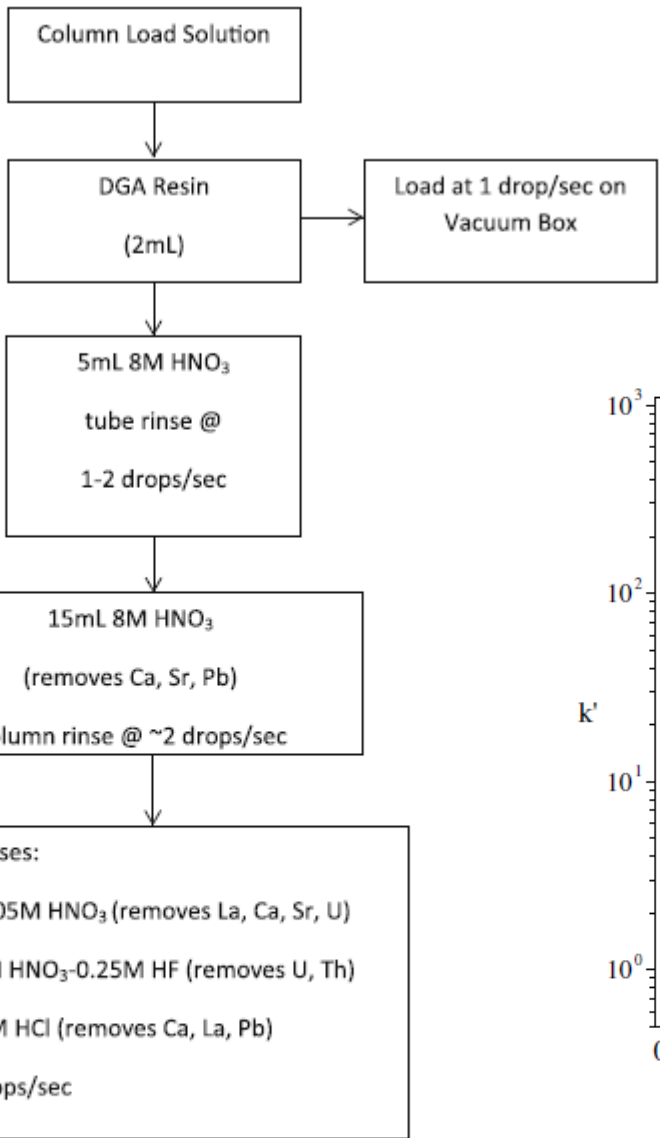 Column Load Solution
DGA Resin
(2mL)
Load at 1 drop/sec on
Vacuum Box
5mL 8M HNO₃
tube rinse @
1-2 drops/sec
15mL 8M HNO₃
(removes Ca, Sr, Pb)
olumn rinse @ ~2 drops/sec
ses:
05M HNO₃ (removes La, Ca, Sr, U)
HNO₃-0.25M HF (removes U, Th)
M HCl (removes Ca, La, Pb)
ops/sec
10³
10²
k'
10¹
10⁰